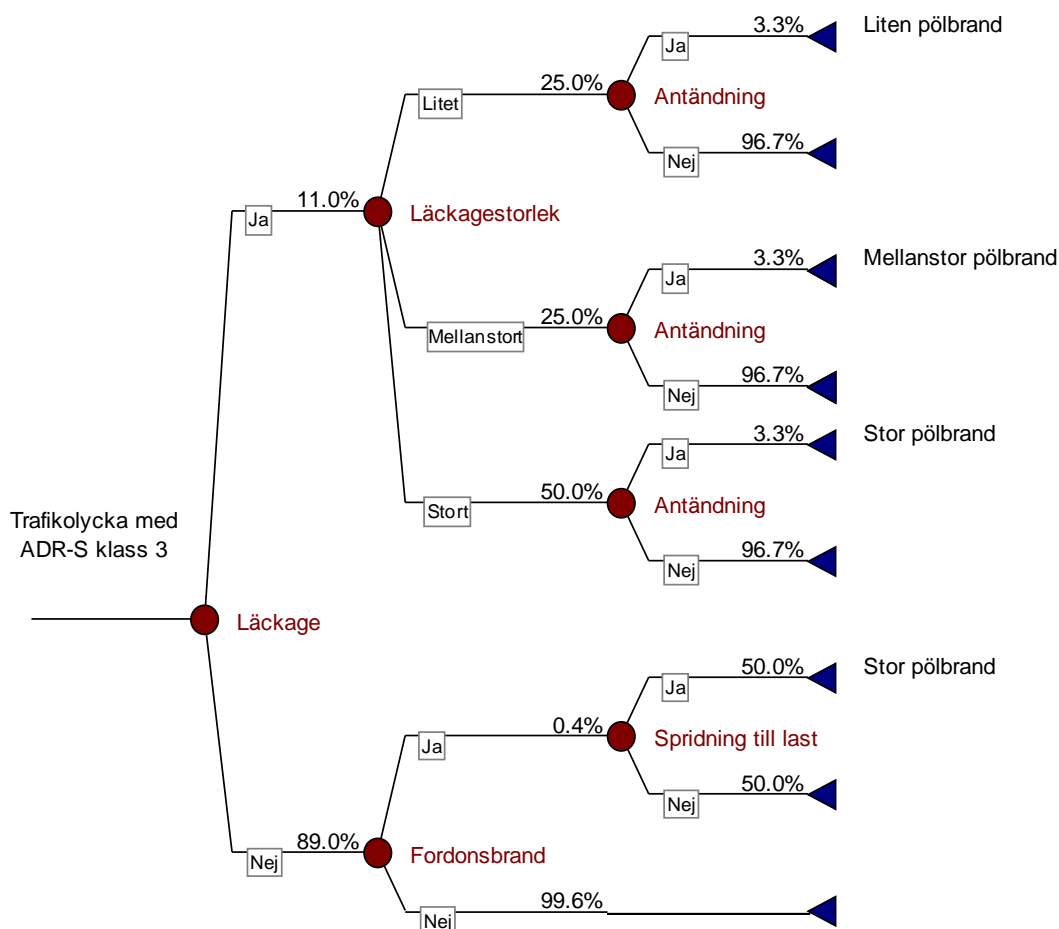 3.3%
Liten pölbrand
Ja
25.0%
Antändning
Litet
96.7%
Nej
11.0%
Ja
Läckagestorlek
3.3%
Mellanstor pölbrand
Ja
25.0%
Mellanstort
Antändning
96.7%
Nej
3.3%
Stor pölbrand
Ja
50.0%
Stort
Antändning
96.7%
Nej
Trafikolycka med
ADR-S klass 3
Läckage
50.0%
Stor pölbrand
Ja
0.4%
Ja
Spridning till last
50.0%
Nej
89.0%
Nej
Fordonsbrand
99.6%
Nej